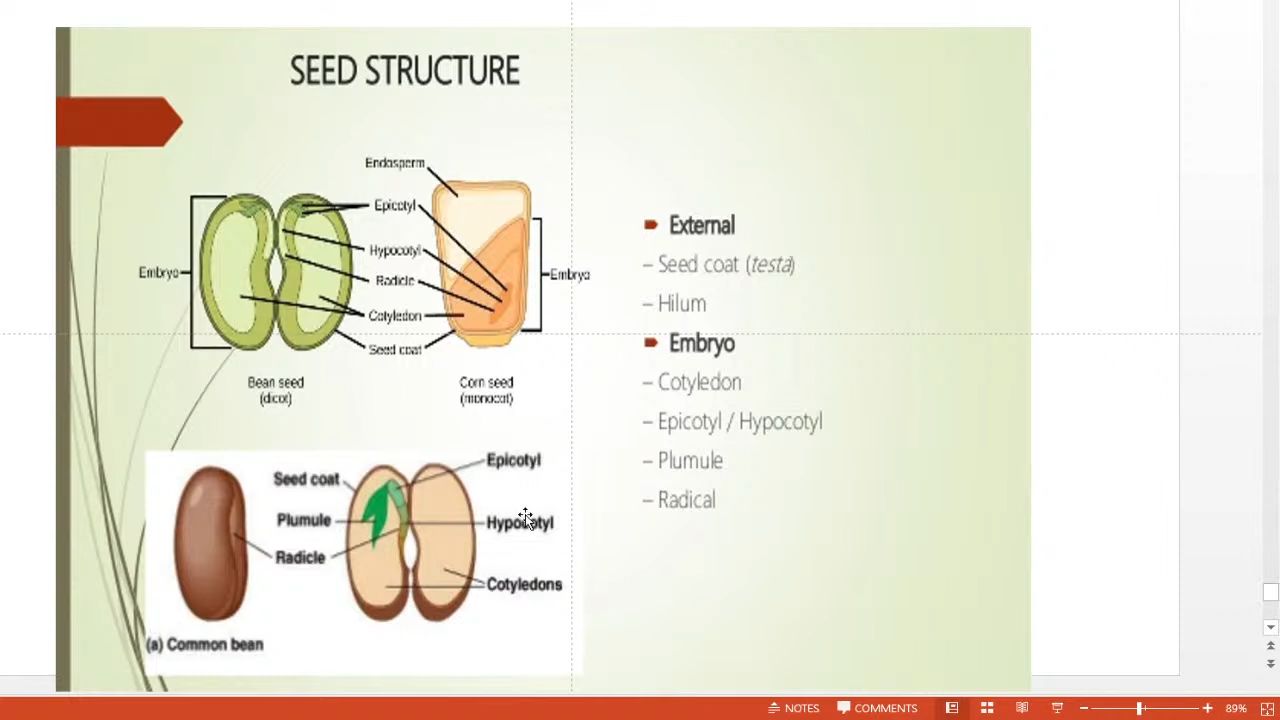 SEED STRUCTURE
Endosperm
Epicotyl
Hypocotyl
Embryo
Radicle
Embryo
Cotyledon
Seed coat
Bean seed
(dicot)
Corn seed
(monocot)
External
– Seed coat (testa)
– Hilum
Embryo
– Cotyledon
– Epicotyl / Hypocotyl
– Plumule
– Radical
Epicotyl
Seed coat
Plumule
Hypocotyl
Radicle
Cotyledons
(a) Common bean
NOTES
COMMENTS
89%